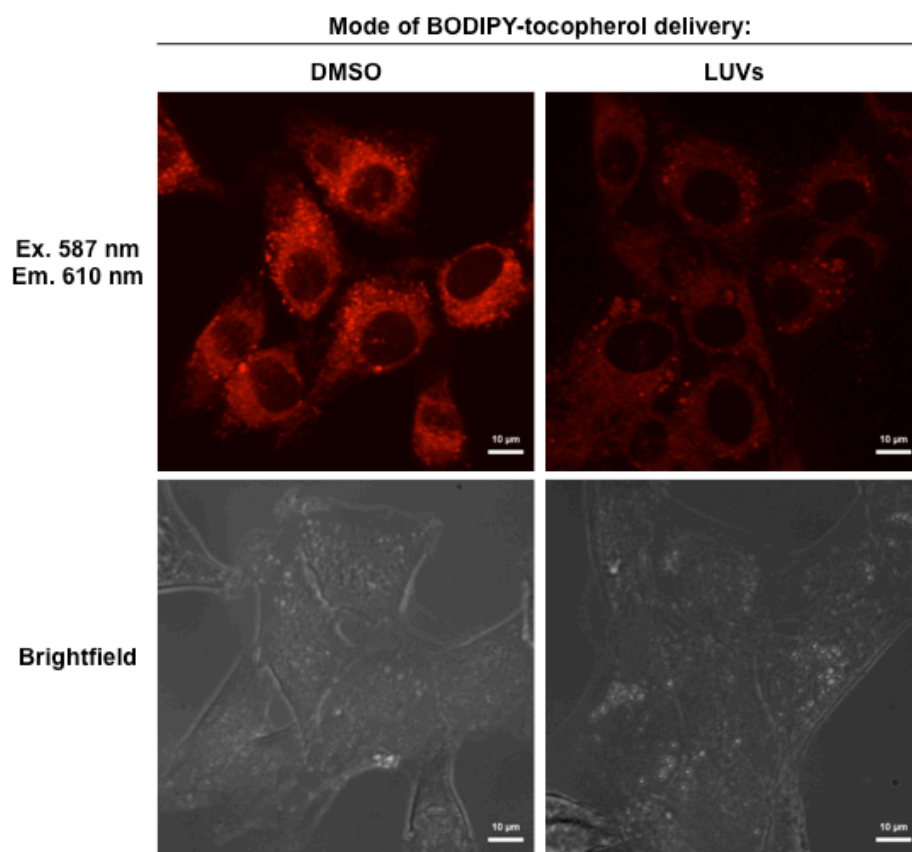 Mode of BODIPY-tocopherol delivery:
DMSO LUVs
Ex. 587 nm
Em. 610 nm
10 µm 10 µm
Brightfield
10 µm 10 µm